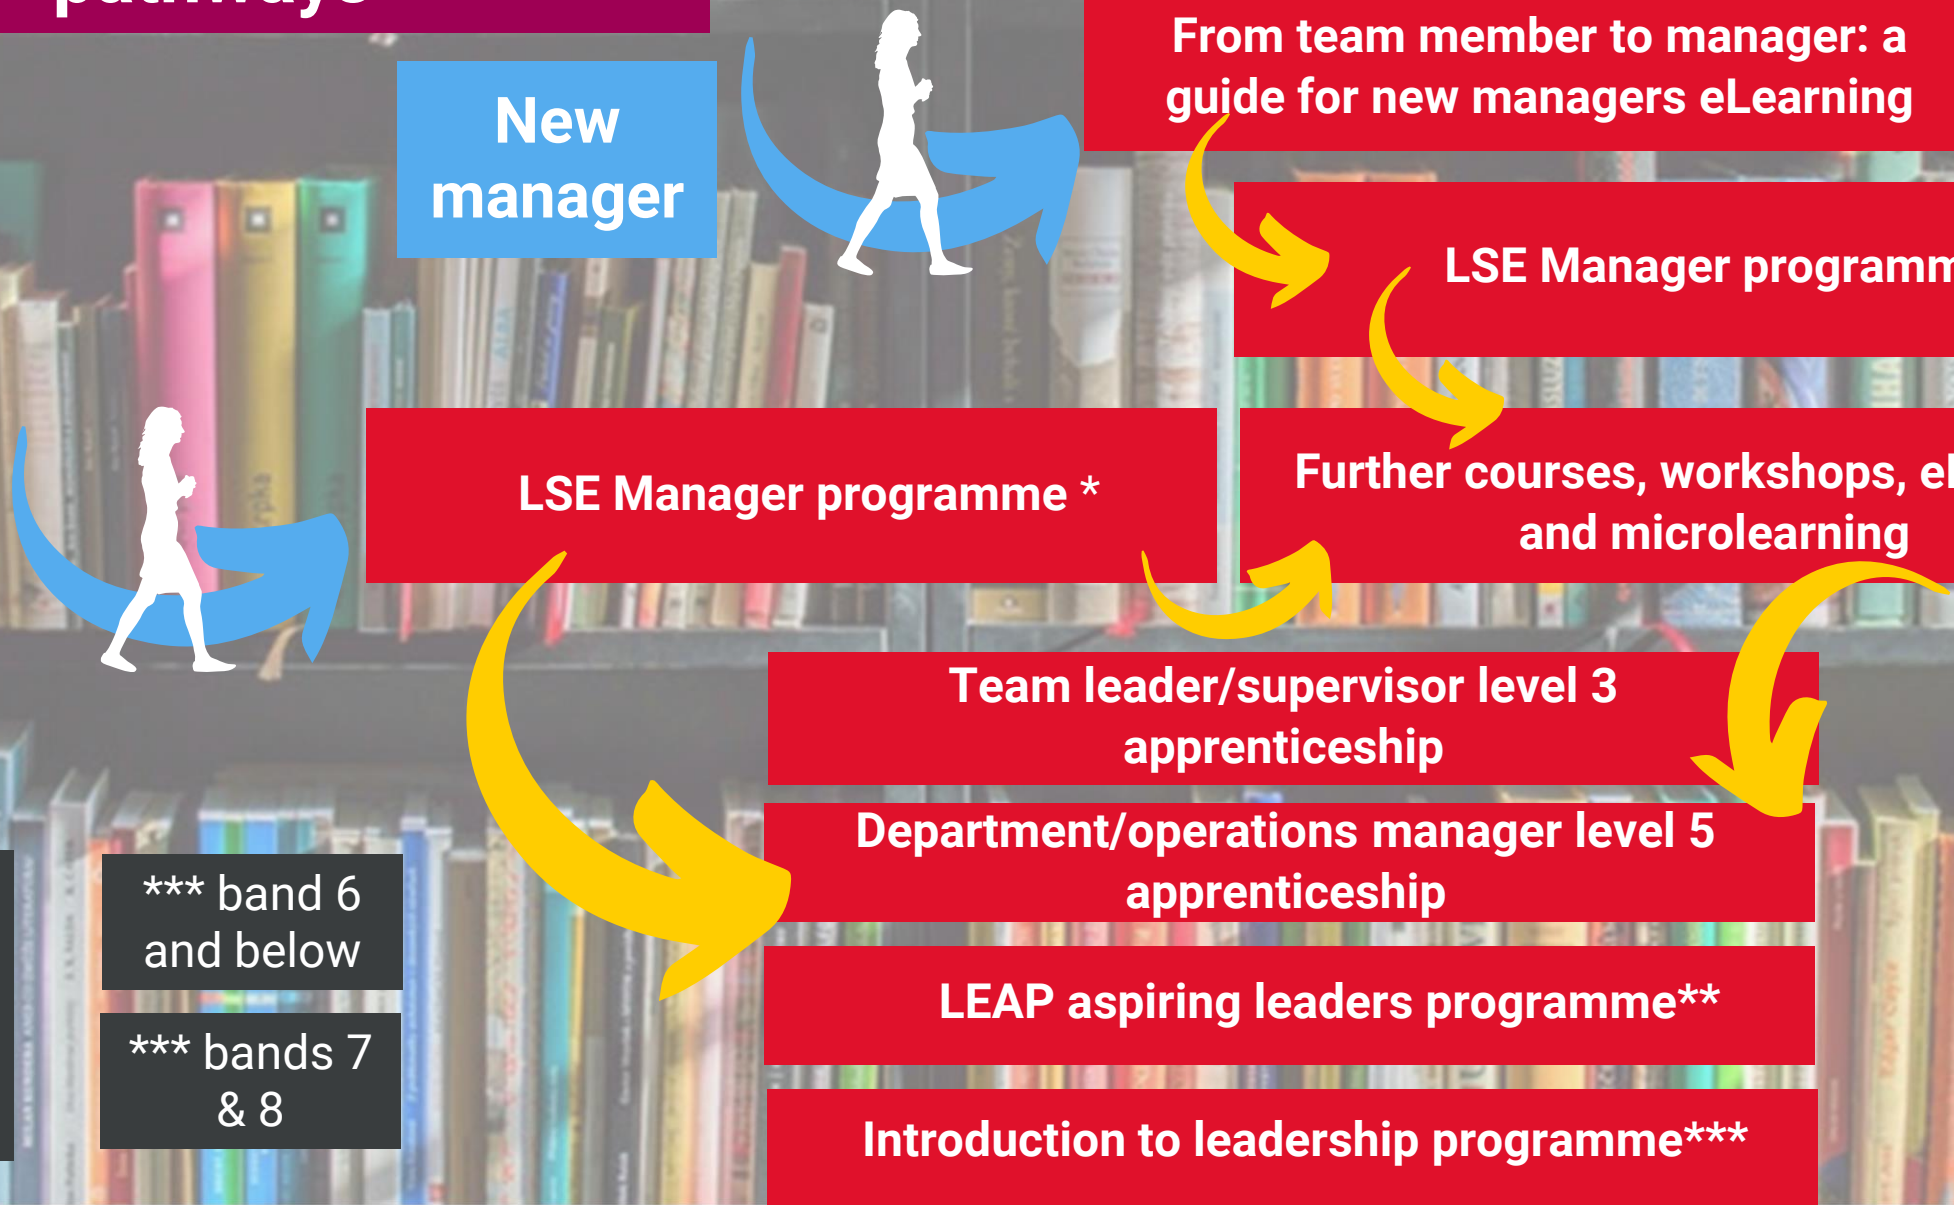 pathways
New
manager
From team member to manager: a
guide for new managers eLearning
LSE Manager
LSE Manager programme *
Further courses, workshops,
and microlearning
Team leader/supervisor level 3
apprenticeship
Department/operations manager level 5
apprenticeship
LEAP aspiring leaders programme**
Introduction to leadership programme***
*** band 6
and below
*** bands 7
& 8